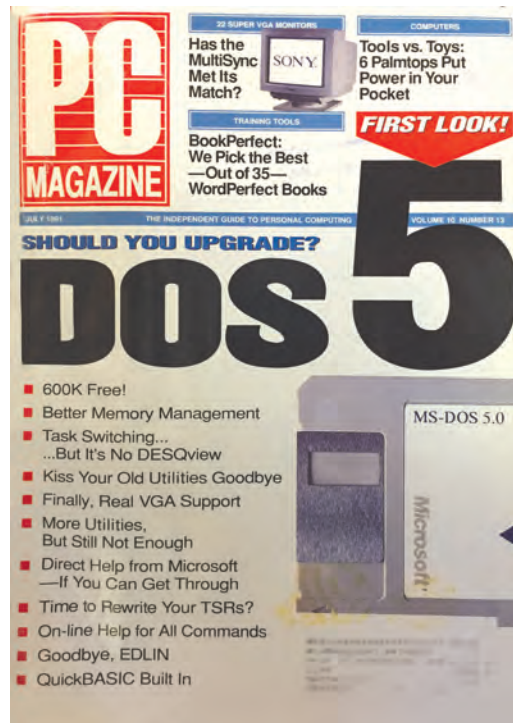 PC
MAGAZINE
22 SUPER VGA MONITORS
Has the
MultiSync
Met Its
Match?
SONY
COMPUTERS
Tools vs. Toys:
6 Palmtops Put
Power in Your
Pocket
TRAINING TOOLS
BookPerfect:
We Pick the Best
—Out of 35—
WordPerfect Books
FIRST LOOK!
JULY 1991
THE INDEPENDENT GUIDE TO PERSONAL COMPUTING
VOLUME 10 NUMBER 13
SHOULD YOU UPGRADE?
DOS 5
600K Free!
Better Memory Management
Task Switching...
...But It's No DESQview
Kiss Your Old Utilities Goodbye
Finally, Real VGA Support
More Utilities,
But Still Not Enough
Direct Help from Microsoft
—If You Can Get Through
Time to Rewrite Your TSRs?
On-line Help for All Commands
Goodbye, EDLIN
QuickBASIC Built In
MS-DOS 5.0
Microsoft